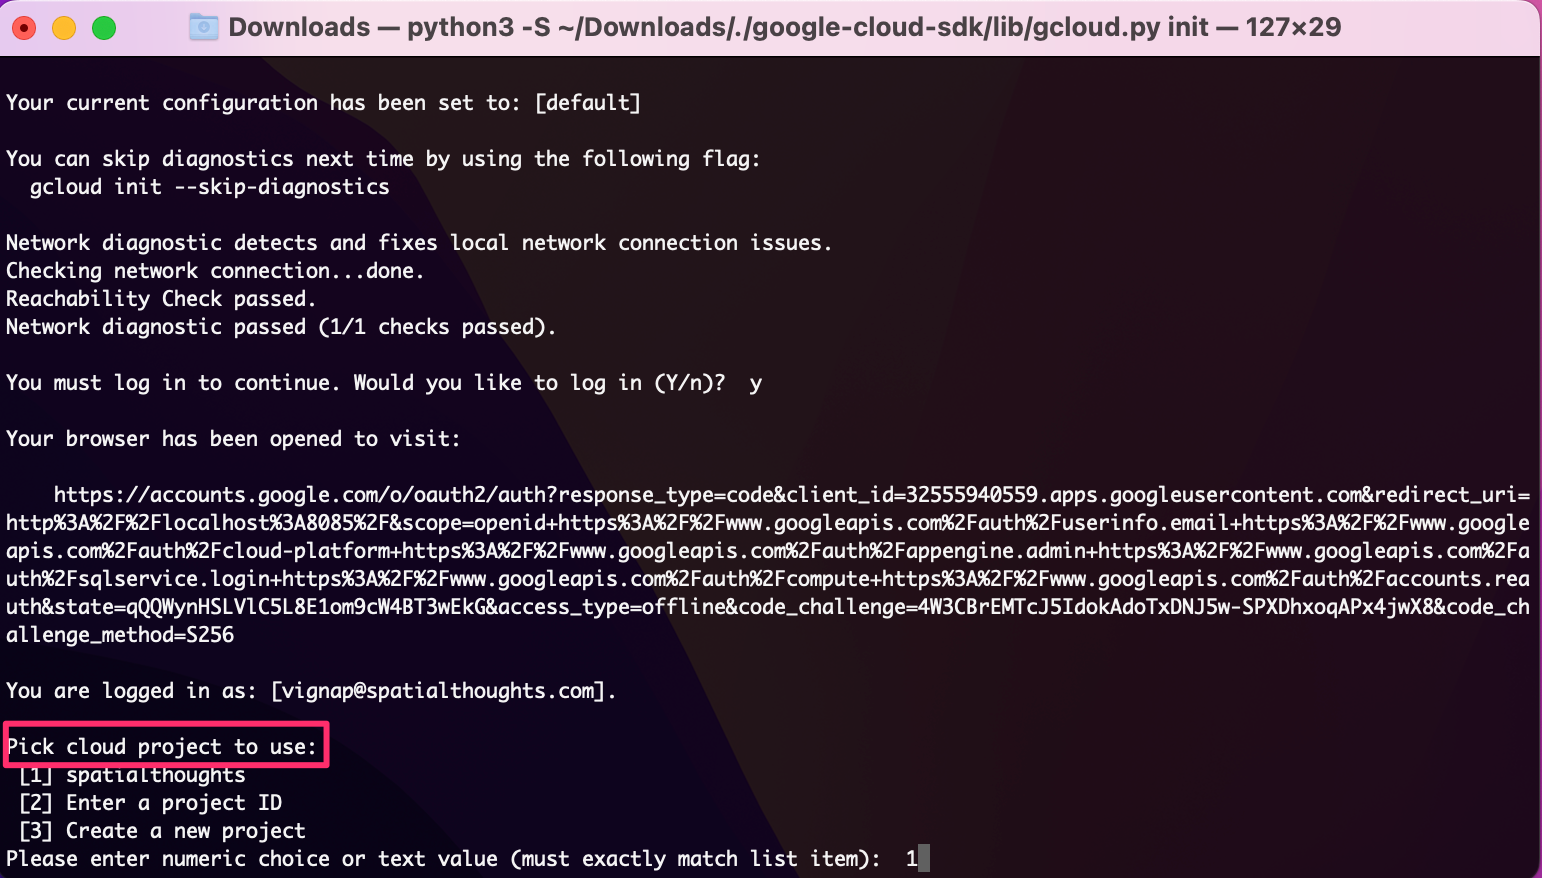 Downloads — python3 -S ~/Downloads/./google-cloud-sdk/lib/gcloud.py init — 127×29
Your current configuration has been set to: [default]
You can skip diagnostics next time by using the following flag:
gcloud init --skip-diagnostics
Network diagnostic detects and fixes local network connection issues.
Checking network connection...done.
Reachability Check passed.
Network diagnostic passed (1/1 checks passed).
You must log in to continue. Would you like to log in (Y/n)?  y
Your browser has been opened to visit:
https://accounts.google.com/o/oauth2/auth?response_type=code&client_id=32555940559.apps.googleusercontent.com&redirect_uri=
http%3A%2F%2Flocalhost%3A8085%2F&scope=openid+https%3A%2F%2Fwww.googleapis.com%2Fauth%2Fuserinfo.email+https%3A%2F%2Fwww.google
apis.com%2Fauth%2Fcloud-platform+https%3A%2F%2Fwww.googleapis.com%2Fauth%2Fappengine.admin+https%3A%2F%2Fwww.googleapis.com%2Fa
uth%2Fsqlservice.login+https%3A%2F%2Fwww.googleapis.com%2Fauth%2Fcompute+https%3A%2F%2Fwww.googleapis.com%2Fauth%2Faccounts.rea
uth&state=qQQWynHSLVlC5L8E1om9cW4BT3wEkG&access_type=offline&code_challenge=4W3CBrEMTcJ5IdokAdoTxDNJ5w-SPXDhxoqAPx4jwX8&code_ch
allenge_method=S256
You are logged in as: [vignap@spatialthoughts.com].
Pick cloud project to use:
[1] spatialthoughts
[2] Enter a project ID
[3] Create a new project
Please enter numeric choice or text value (must exactly match list item):  1